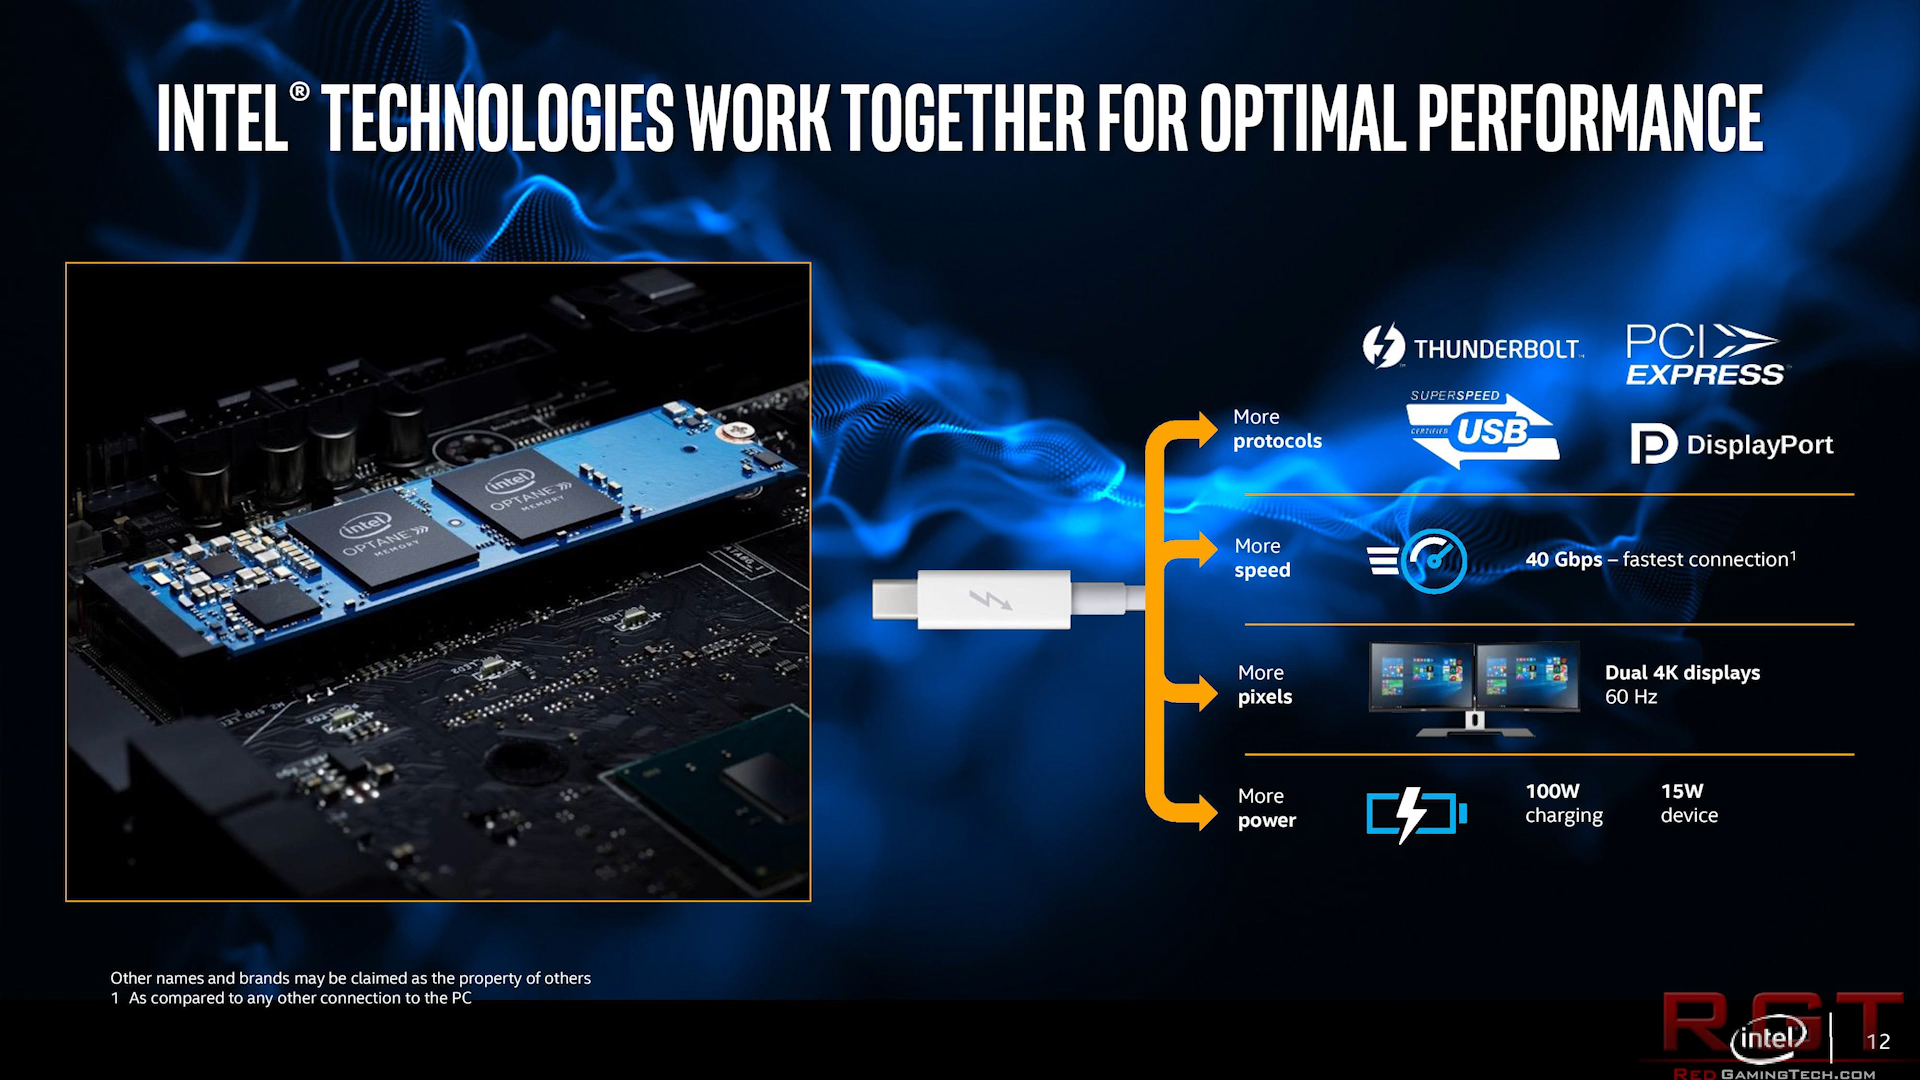 INTEL® TECHNOLOGIES WORK TOGETHER FOR OPTIMAL PERFORMANCE
intel
OPTANE
MEMORY
intel
OPTANE
MEMORY
THUNDERBOLT™
PCI
EXPRESS
SUPERSPEED
CERTIFIED USB
DisplayPort
More
protocols
More
speed
40 Gbps – fastest connection¹
More
pixels
Dual 4K displays
60 Hz
More
power
100W
charging
15W
device
Other names and brands may be claimed as the property of others
1 As compared to any other connection to the PC
RGT
intel
12
RED GAMINGTECH.COM